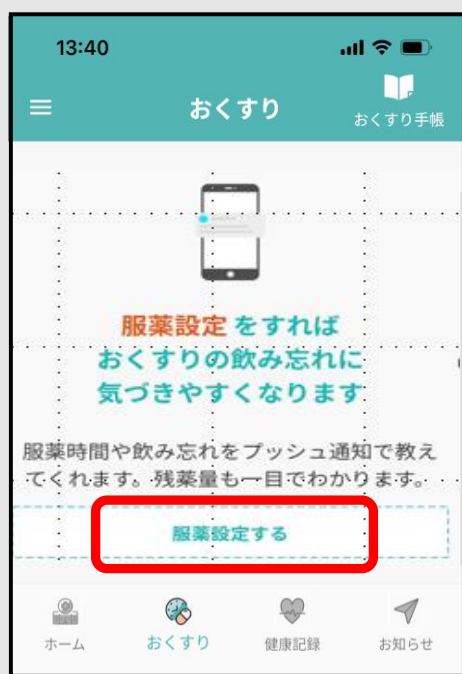 13:40
おくすり
おくすり手帳
服薬設定をすれば
おくすりの飲み忘れに
気づきやすくなります
服薬時間や飲み忘れをプッシュ通知で教え
てくれます。残薬量も一目でわかります。
服薬設定する
ホーム
おくすり
健康記録
お知らせ